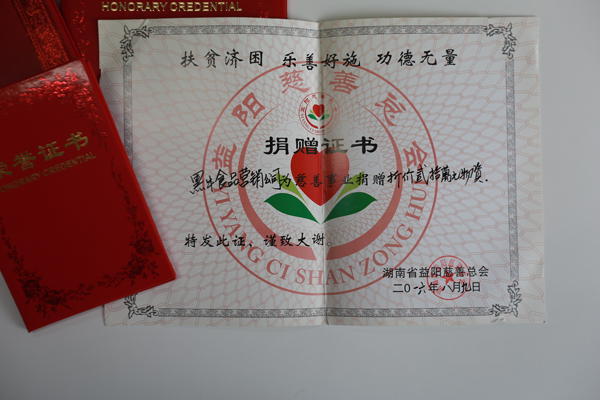 HONORARY CREDENTIAL
扶贫济困 乐善好施 功德无量
益阳慈善总会
捐赠证书
黑牛食品营销公司为慈善事业捐赠折价贰拾万元物资.
YI YANG CI SHAN ZONG HUI
特发此证、谨致大谢。
湖南省益阳慈善总会
二〇一六年八月九日
荣誉证书
HONORARY CREDENTIAL